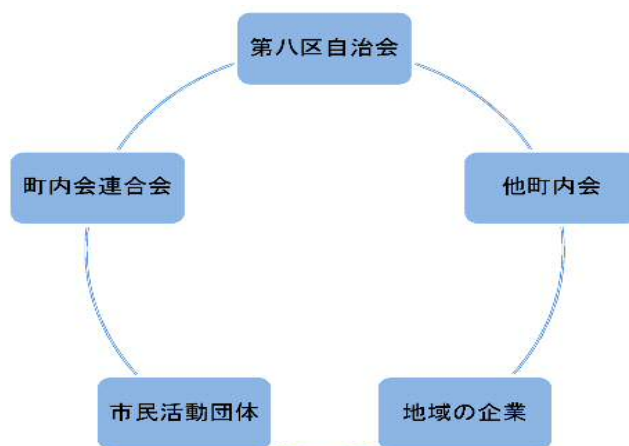 第八区自治会
町内会連合会
他町内会
市民活動団体
地域の企業